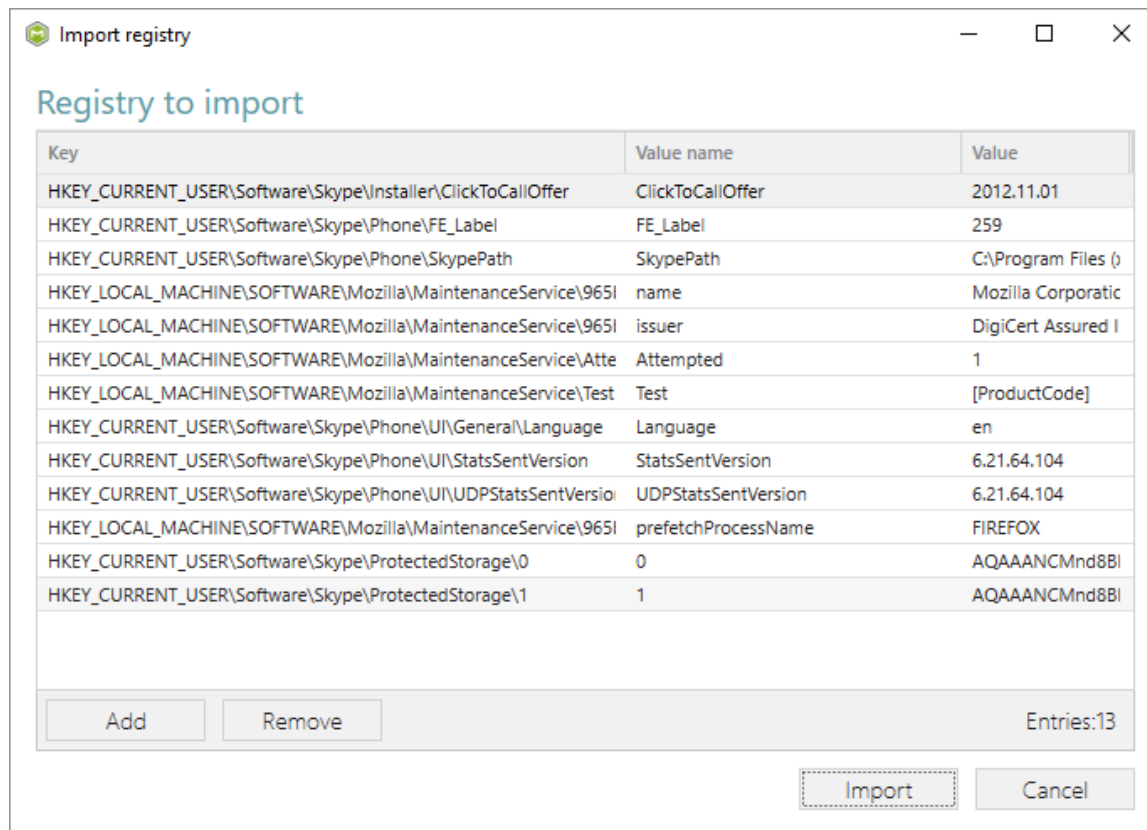 Import registry
Registry to import
Key Value name Value
HKEY_CURRENT_USER\Software\Skype\Installer\ClickToCallOffer ClickToCallOffer 2012.11.01
HKEY_CURRENT_USER\Software\Skype\Phone\FE_Label FE_Label 259
HKEY_CURRENT_USER\Software\Skype\Phone\SkypePath SkypePath C:\Program Files (
HKEY_LOCAL_MACHINE\SOFTWARE\Mozilla\MaintenanceService\965 name Mozilla Corporatic
HKEY_LOCAL_MACHINE\SOFTWARE\Mozilla\MaintenanceService\965 issuer DigiCert Assured I
HKEY_LOCAL_MACHINE\SOFTWARE\Mozilla\MaintenanceService\Atte Attempted 1
HKEY_LOCAL_MACHINE\SOFTWARE\Mozilla\MaintenanceService\Test Test [ProductCode]
HKEY_CURRENT_USER\Software\Skype\Phone\UI\General\Language Language en
HKEY_CURRENT_USER\Software\Skype\Phone\UI\StatsSentVersion StatsSentVersion 6.21.64.104
HKEY_CURRENT_USER\Software\Skype\Phone\UI\UDPStatsSentVersio UDPStatsSentVersion 6.21.64.104
HKEY_LOCAL_MACHINE\SOFTWARE\Mozilla\MaintenanceService\965 prefetchProcessName FIREFOX
HKEY_CURRENT_USER\Software\Skype\ProtectedStorage\0 0 AQAAANCMnd8B
HKEY_CURRENT_USER\Software\Skype\ProtectedStorage\1 1 AQAAANCMnd8B
Add Remove Entries:13
Import Cancel